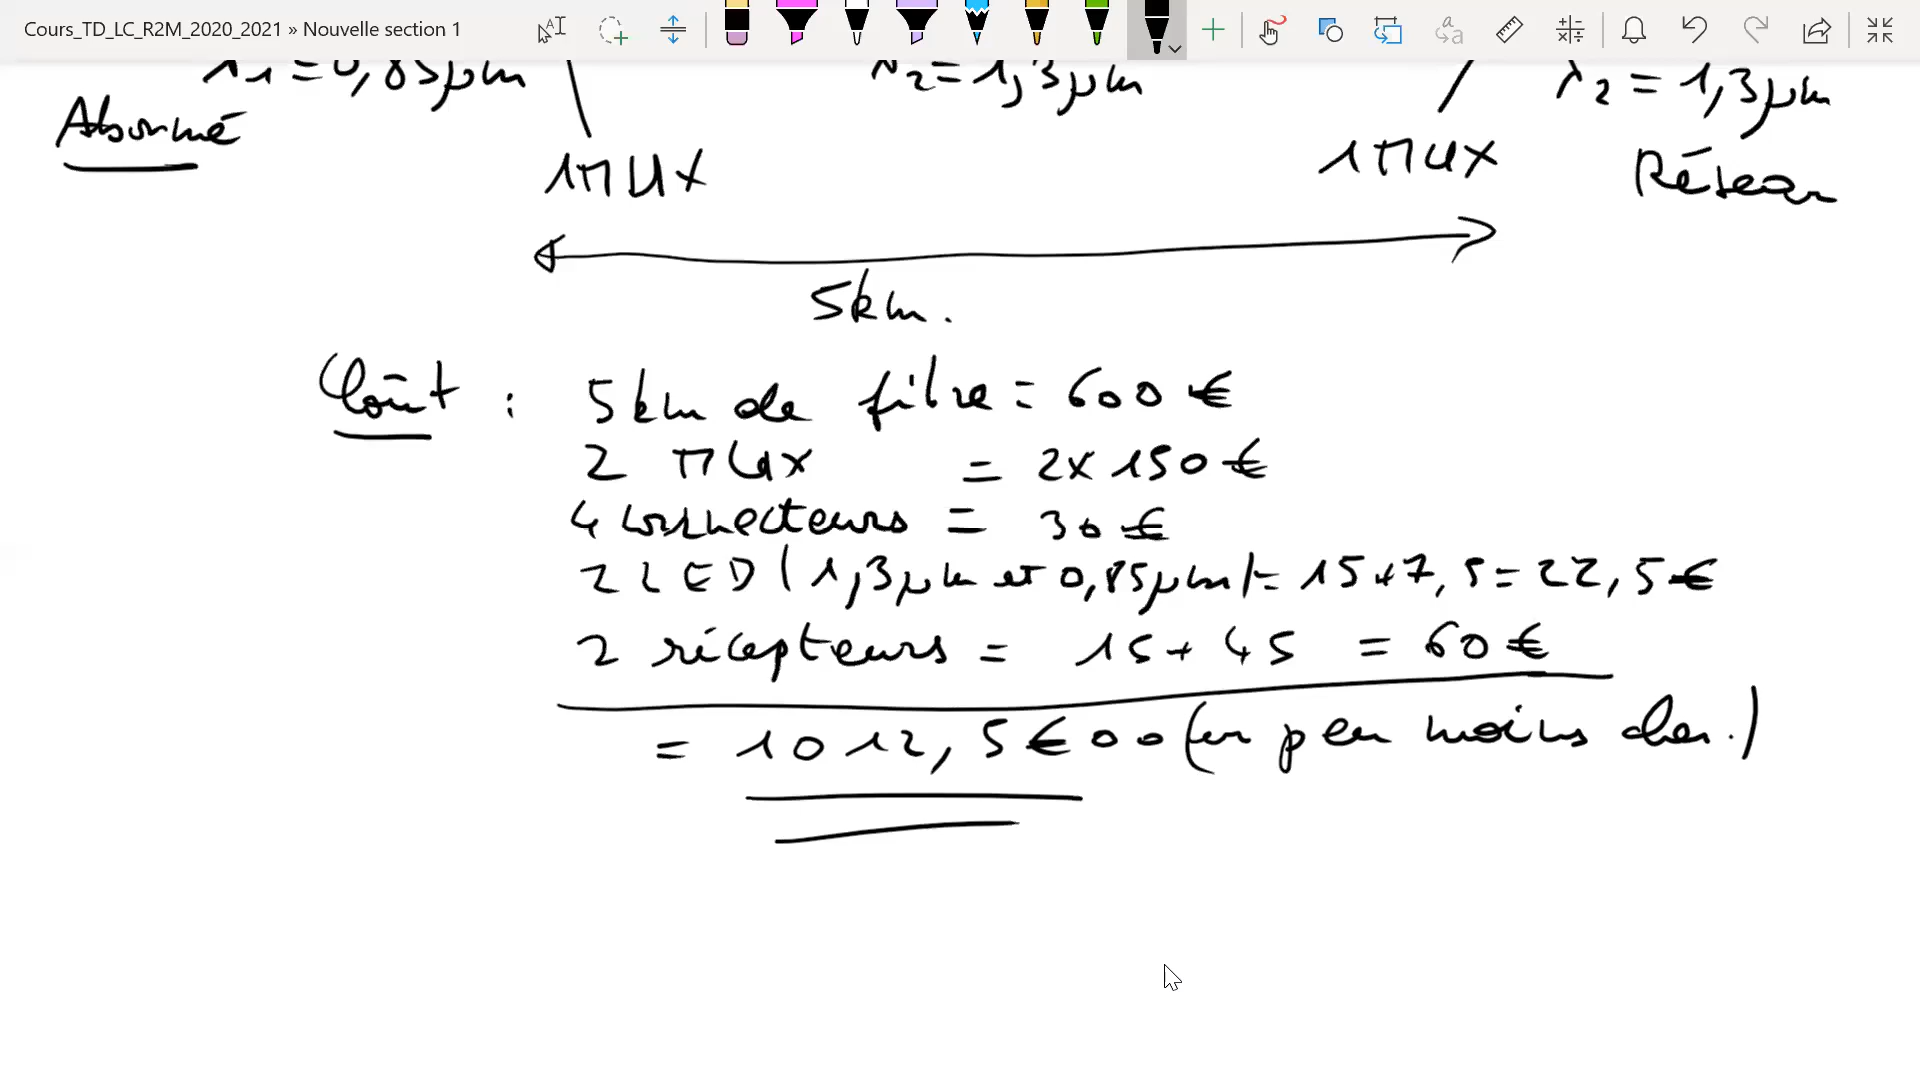 Cours_TD_LC_R2M_2020_2021 » Nouvelle section 1
λ1 = 0,85µm λ2 = 1,3µm λ2 = 1,3µm
Abonné
1 MUX 1 MUX Réseau
5km.
Coût : 5km de fibre = 600 €
2 MUX = 2x150 €
4 connecteurs = 30 €
2 LED (1,3µm et 0,85µm) = 15+7,5 = 22,5 €
2 récepteurs = 15 + 45 = 60 €
= 1012,5 € 00 (un peu moins cher.)